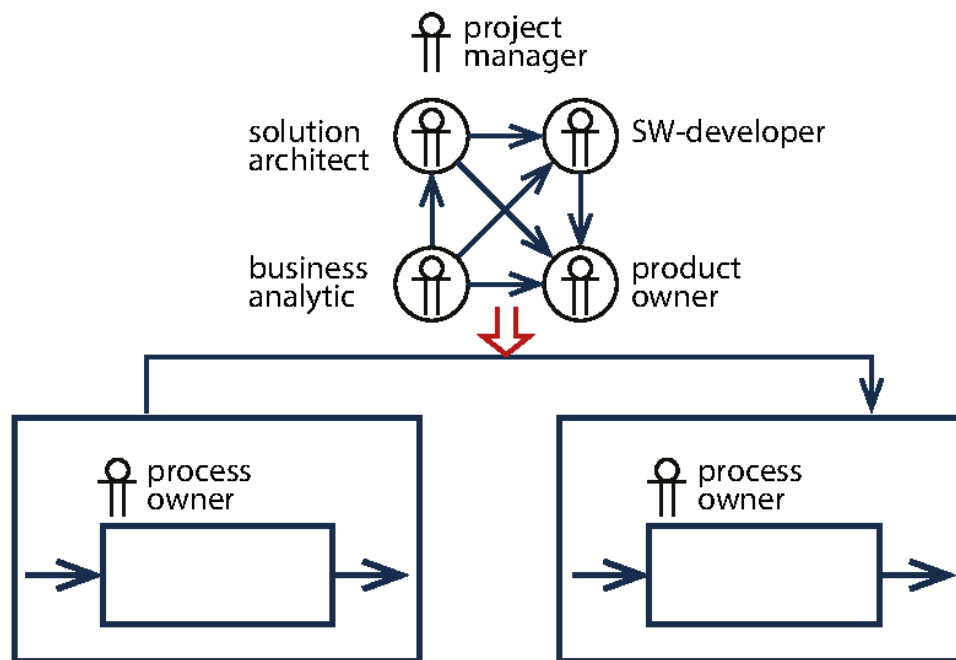 project
manager
solution
architect
SW-developer
business
analytic
product
owner
process
owner
process
owner